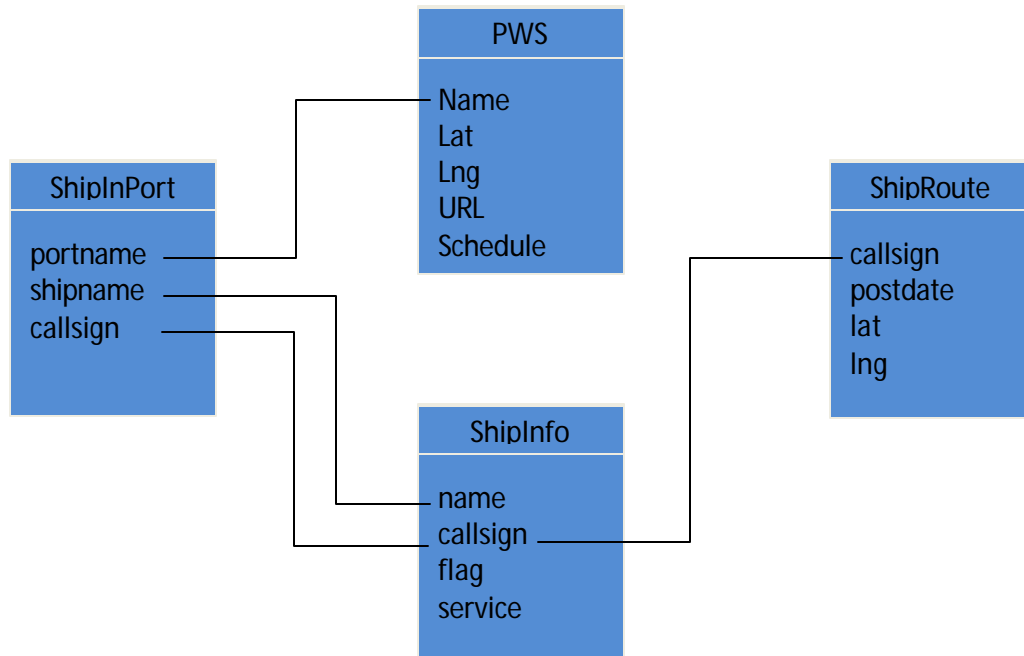 PWS
Name
Lat
Lng
URL
Schedule
ShipInPort
portname
shipname
callsign
ShipRoute
callsign
postdate
lat
lng
ShipInfo
name
callsign
flag
service